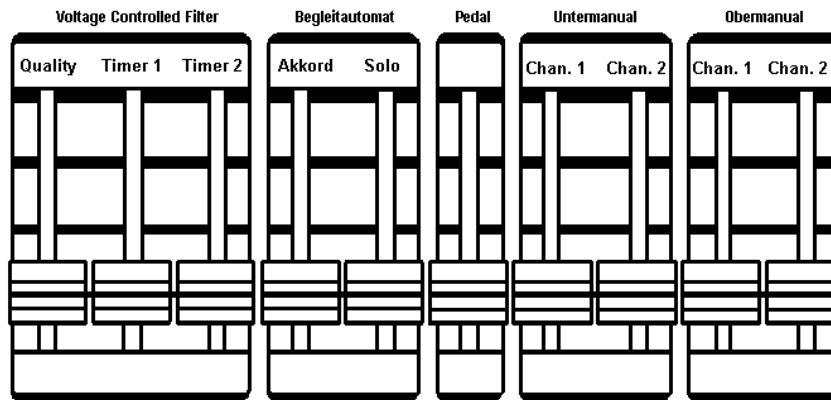 Voltage Controlled Filter
Begleitautomat
Pedal
Untermanual
Obermanual
Quality Timer 1 Timer 2
Akkord Solo
Chan. 1 Chan. 2
Chan. 1 Chan. 2